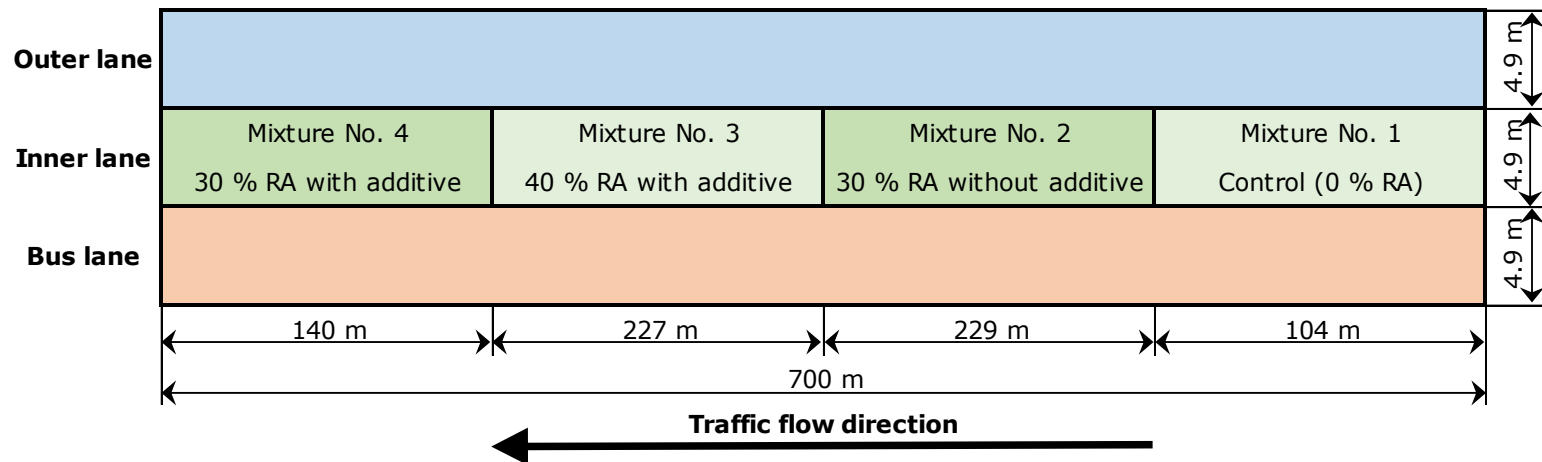 Outer lane
4.9 m
Inner lane
Mixture No. 4
30 % RA with additive
Mixture No. 3
40 % RA with additive
Mixture No. 2
30 % RA without additive
Mixture No. 1
Control (0 % RA)
4.9 m
Bus lane
4.9 m
140 m
227 m
229 m
104 m
700 m
Traffic flow direction